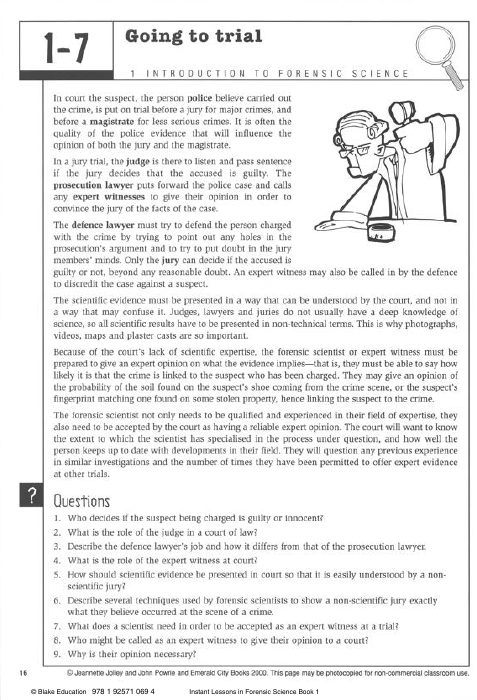 1-7
Going to trial
1 INTRODUCTION TO FORENSIC SCIENCE
In court the suspect, the person police believe carried out
the crime, is put on trial before a jury for major crimes, and
before a magistrate for less serious crimes. It is often the
quality of the police evidence that will influence the
opinion of both the jury and the magistrate.
In a jury trial, the judge is there to listen and pass sentence
if the jury decides that the accused is guilty. The
prosecution lawyer puts forward the police case and calls
any expert witnesses to give their opinion in order to
convince the jury of the facts of the case.
The defence lawyer must try to defend the person charged
with the crime by trying to point out any holes in the
prosecution's argument and to try to put doubt in the jury
members' minds. Only the jury can decide if the accused is
guilty or not, beyond any reasonable doubt. An expert witness may also be called in by the defence
to discredit the case against a suspect.
The scientific evidence must be presented in a way that can be understood by the court, and not in
a way that may confuse it. Judges, lawyers and juries do not usually have a deep knowledge of
science, so all scientific results have to be presented in non-technical terms. This is why photographs,
videos, maps and plaster casts are so important.
Because of the court's lack of scientific expertise, the forensic scientist or expert witness must be
prepared to give an expert opinion on what the evidence implies—that is, they must be able to say how
likely it is that the crime is linked to the suspect who has been charged. They may give an opinion of
the probability of the soil found on the suspect's shoe coming from the crime scene, or the suspect's
fingerprint matching one found on some stolen property, hence linking the suspect to the crime.
The forensic scientist not only needs to be qualified and experienced in their field of expertise, they
also need to be accepted by the court as having a reliable expert opinion. The court will want to know
the extent to which the scientist has specialised in the process under question, and how well the
person keeps up to date with developments in their field. They will question any previous experience
in similar investigations and the number of times they have been permitted to offer expert evidence
at other trials.
?
Questions
1. Who decides if the suspect being charged is guilty or innocent?
2. What is the role of the judge in a court of law?
3. Describe the defence lawyer's job and how it differs from that of the prosecution lawyer.
4. What is the role of the expert witness at court?
5. How should scientific evidence be presented in court so that it is easily understood by a non-
scientific jury?
6. Describe several techniques used by forensic scientists to show a non-scientific jury exactly
what they believe occurred at the scene of a crime.
7. What does a scientist need in order to be accepted as an expert witness at a trial?
8. Who might be called as an expert witness to give their opinion to a court?
9. Why is their opinion necessary?
16
© Jeannette Jolley and John Powrie and Emerald City Books 2000. This page may be photocopied for non-commercial classroom use.
© Blake Education 978 1 92571 069 4
Instant Lessons in Forensic Science Book 1